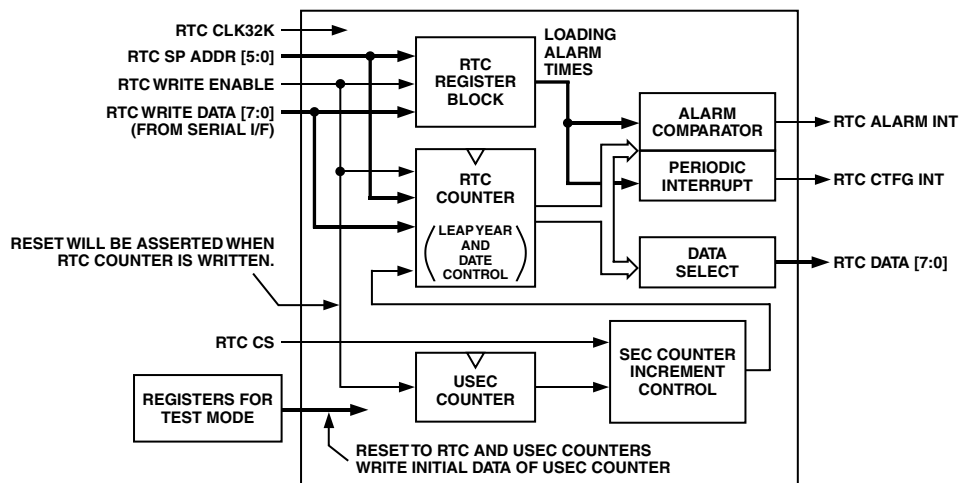 RTC CLK32K
RTC SP ADDR [5:0]
RTC WRITE ENABLE
RTC WRITE DATA [7:0]
(FROM SERIAL I/F)
RTC
REGISTER
BLOCK
LOADING
ALARM
TIMES
ALARM
COMPARATOR
RTC ALARM INT
PERIODIC
INTERRUPT
RTC CTFG INT
RTC
COUNTER
LEAP YEAR
AND
DATE
CONTROL
RESET WILL BE ASSERTED WHEN
RTC COUNTER IS WRITTEN.
DATA
SELECT
RTC DATA [7:0]
RTC CS
SEC COUNTER
INCREMENT
CONTROL
USEC
COUNTER
REGISTERS FOR
TEST MODE
RESET TO RTC AND USEC COUNTERS
WRITE INITIAL DATA OF USEC COUNTER